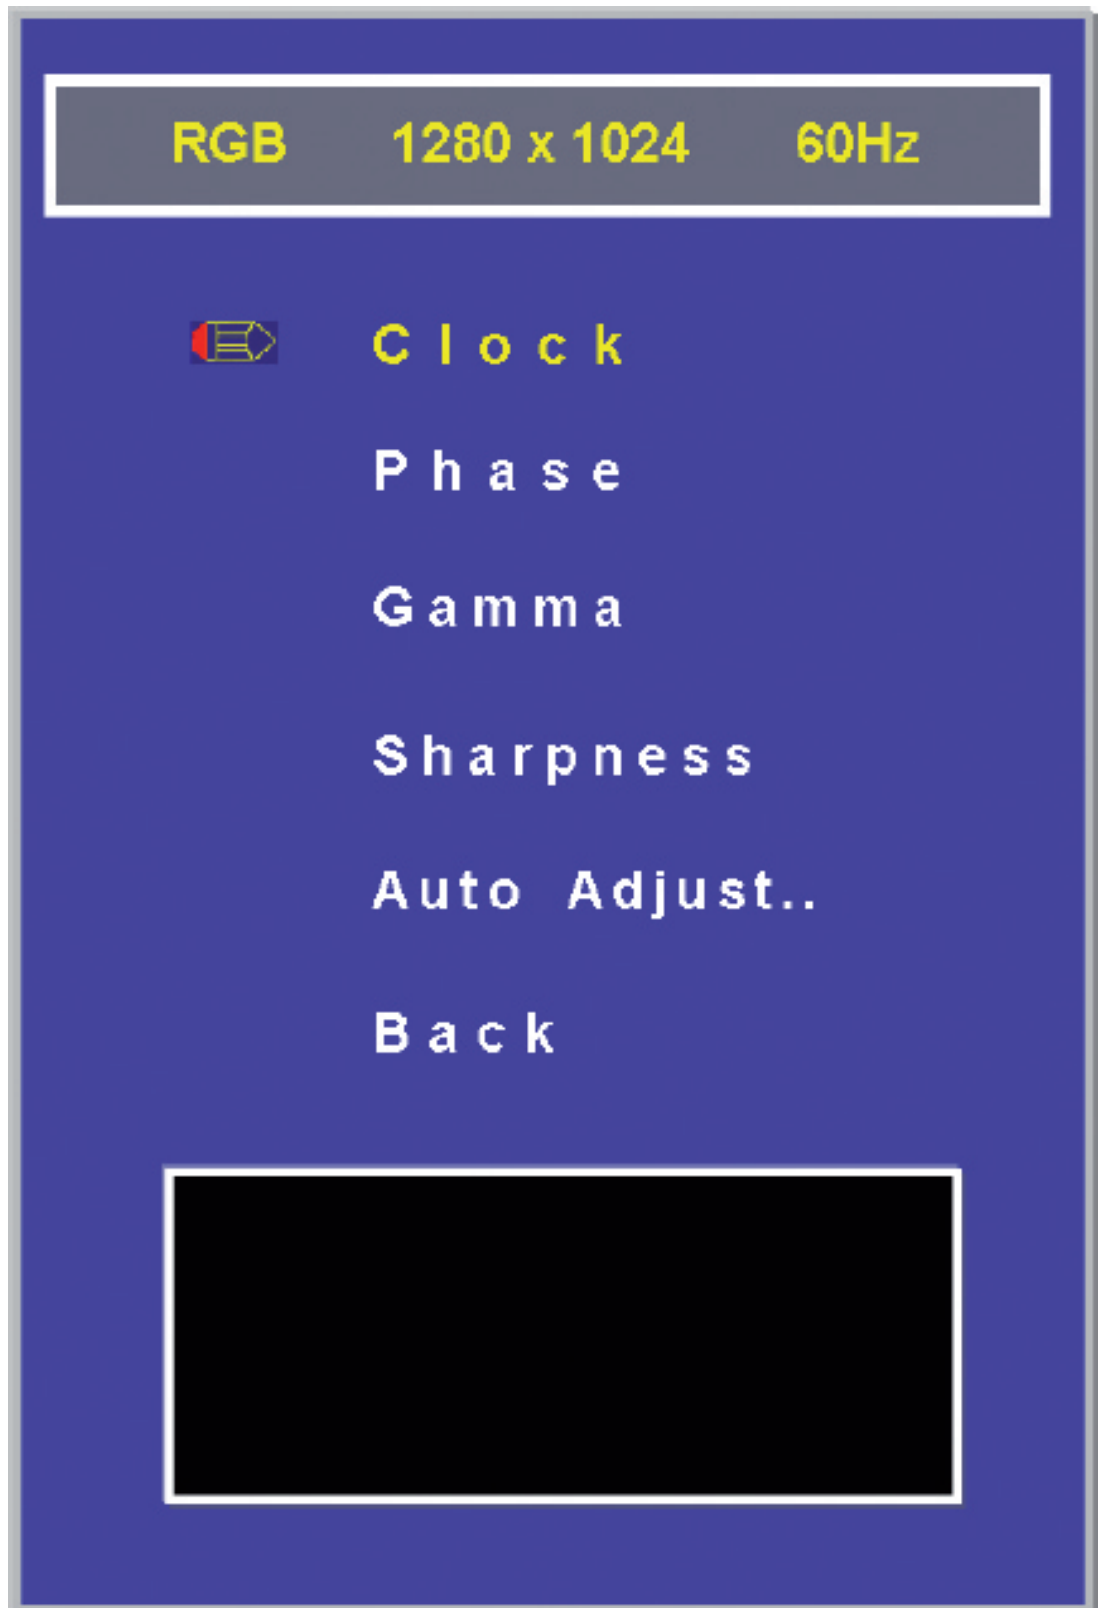 RGB 1280 x 1024 60Hz
Clock
Phase
Gamma
Sharpness
Auto Adjust..
Back